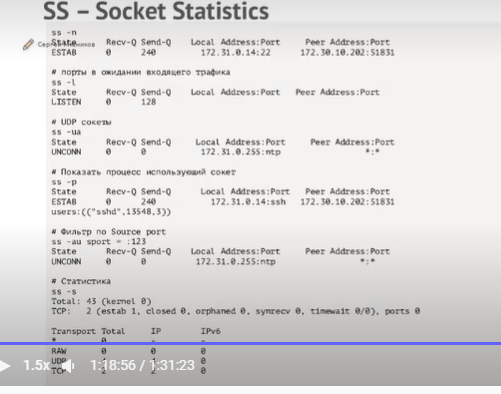 SS – Socket Statistics
ss -n
State Recv-Q Send-Q Local Address:Port Peer Address:Port
ESTAB 0 240 172.31.0.14:22 172.30.10.202:51831
# порты в ожидании входящего трафика
ss -l
State Recv-Q Send-Q Local Address:Port Peer Address:Port
LISTEN 0 128
# UDP сокеты
ss -ua
State Recv-Q Send-Q Local Address:Port Peer Address:Port
UNCONN 0 0 172.31.0.255:ntp *:*
# Показать процесс использующий сокет
ss -p
State Recv-Q Send-Q Local Address:Port Peer Address:Port
ESTAB 0 240 172.31.0.14:ssh 172.30.10.202:51831
users:(("sshd",13548,3))
# Фильтр по Source port
ss -au sport = :123
State Recv-Q Send-Q Local Address:Port Peer Address:Port
UNCONN 0 0 172.31.0.255:ntp *:*
# Статистика
ss -s
Total: 43 (kernel 0)
TCP: 2 (estab 1, closed 0, orphaned 0, synrecv 0, timewait 0/0), ports 0
Transport Total IP IPv6
* 0 - -
RAW 0 0 0
UDP 0
1.5x 1:18:56 / 1:31:23
TCP 2 2 0